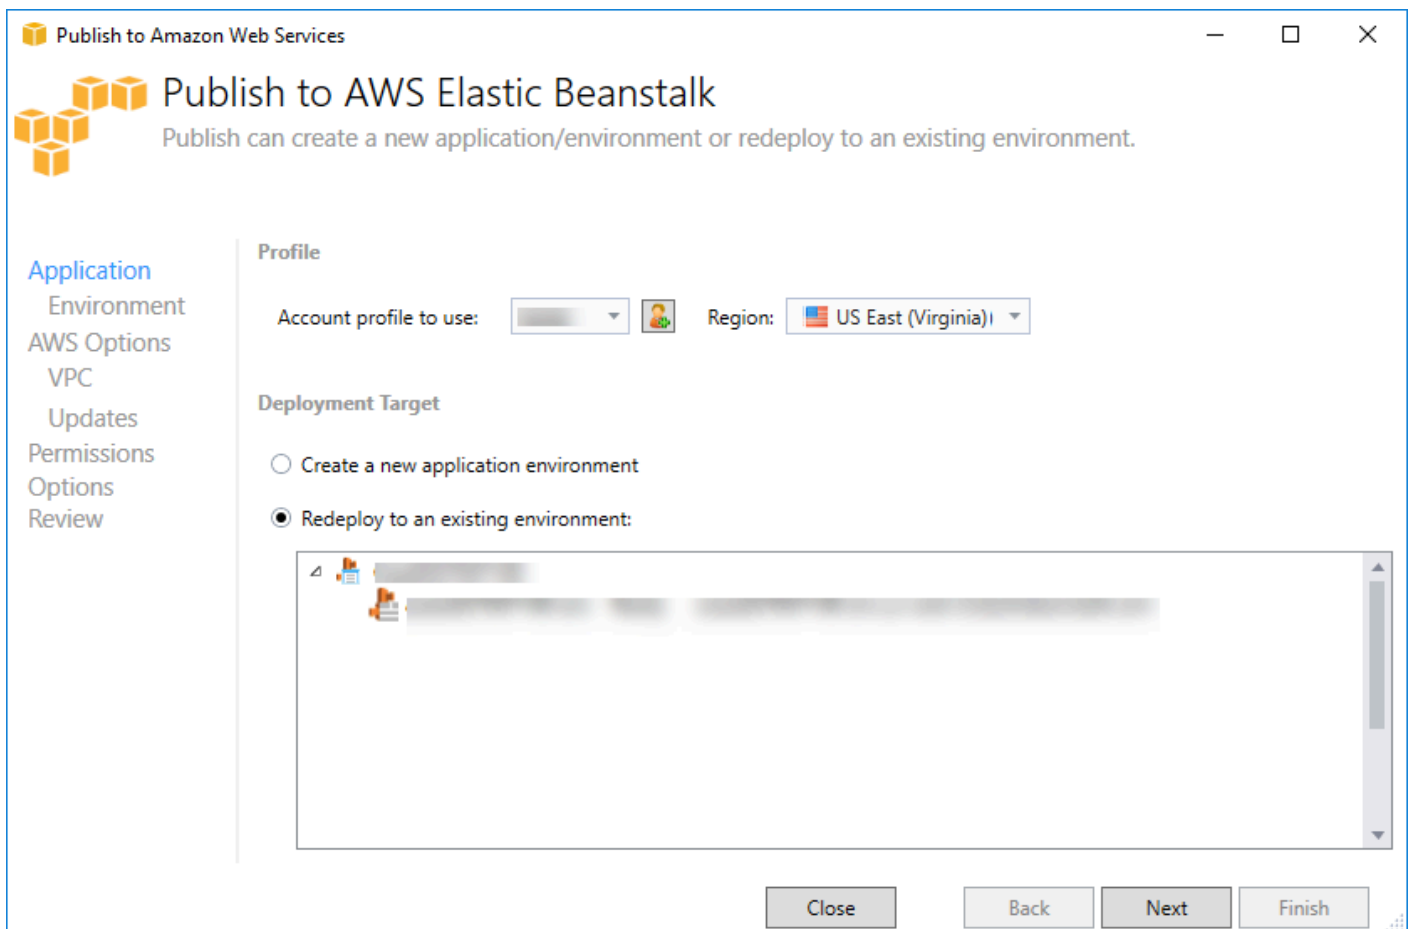 Publish to Amazon Web Services
Publish to AWS Elastic Beanstalk
Publish can create a new application/environment or redeploy to an existing environment.
Application
Environment
AWS Options
VPC
Updates
Permissions
Options
Review
Profile
Account profile to use:
Region: US East (Virginia)
Deployment Target
Create a new application environment
Redeploy to an existing environment:
Close Back Next Finish